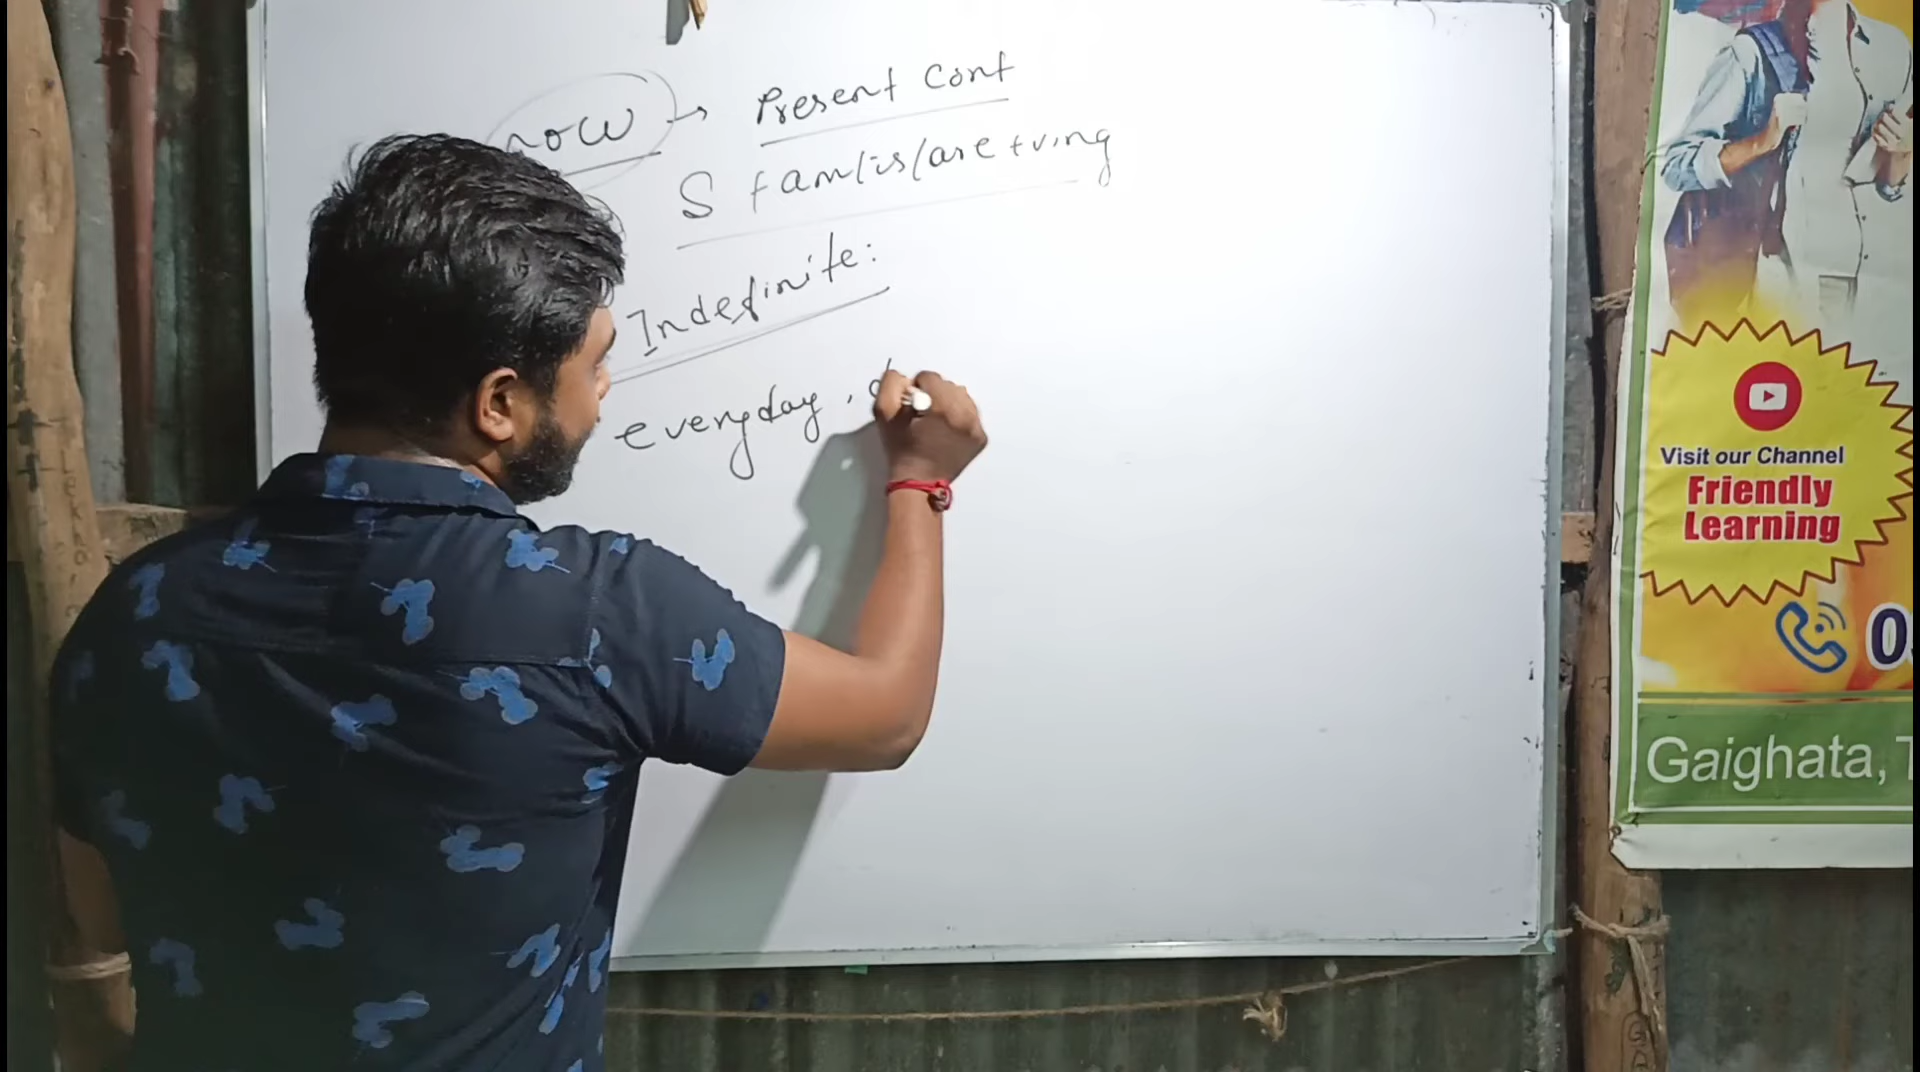 now → Present Cont
S + am/is/are + ving
Indefinite:
everyday, d
Visit our Channel
Friendly
Learning
Gaighata,